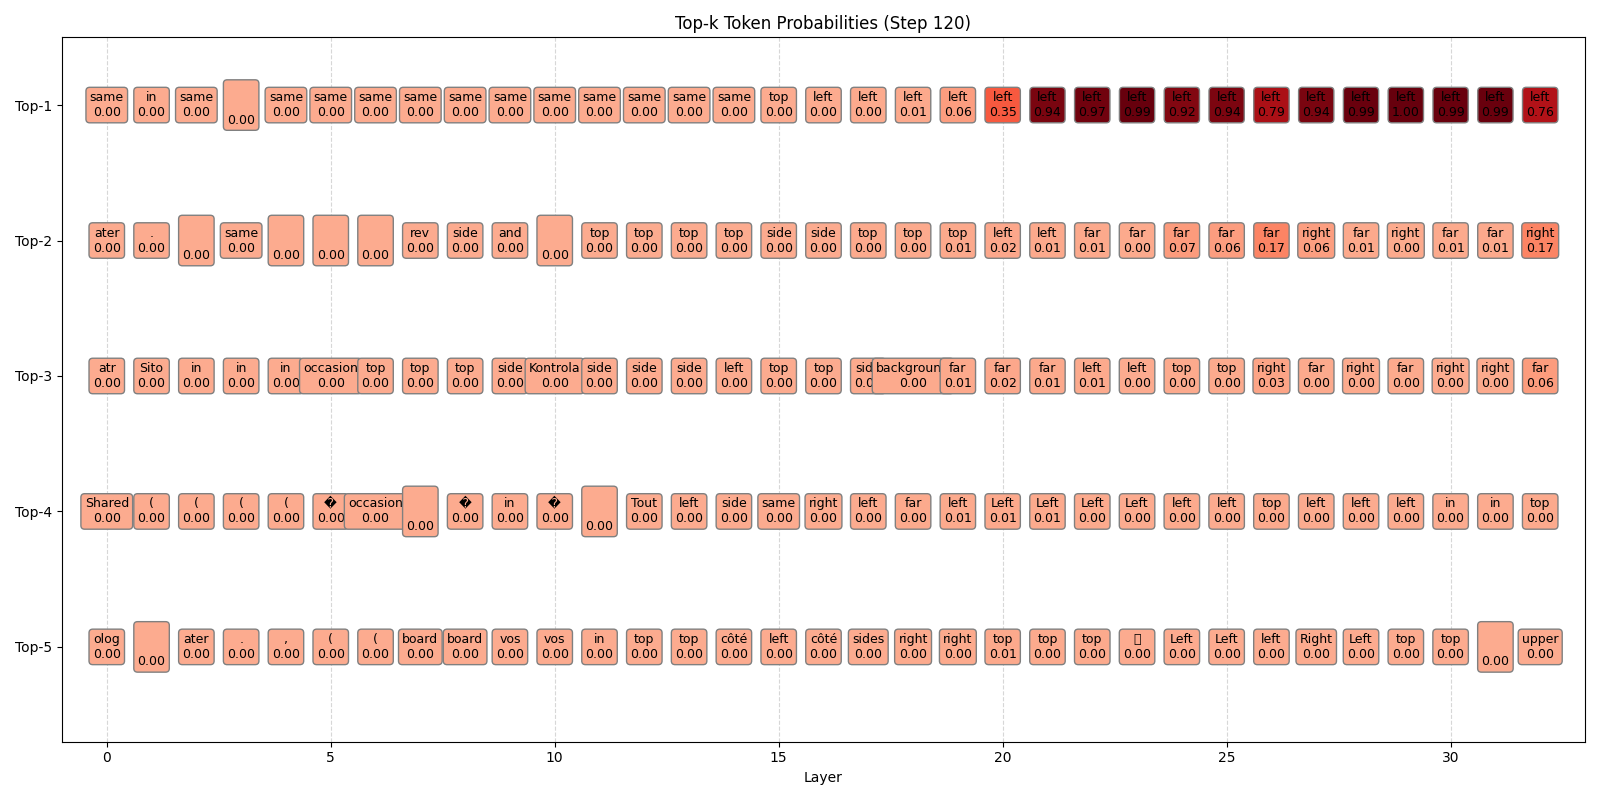 Top-k Token Probabilities (Step 120)
same in same same same same same same same same same same same same top left left left left left left left left left left left left left left left left left
Top-1 0.00 0.00 0.00 0.00 0.00 0.00 0.00 0.00 0.00 0.00 0.00 0.00 0.00 0.00 0.00 0.00 0.00 0.00 0.01 0.06 0.35 0.94 0.97 0.99 0.92 0.94 0.79 0.94 0.99 1.00 0.99 0.99 0.76
ater . same rev side and top top top top side side top top top left left far far far far far right far right far far right
Top-2 0.00 0.00 0.00 0.00 0.00 0.00 0.00 0.00 0.00 0.00 0.00 0.00 0.00 0.00 0.00 0.00 0.00 0.00 0.00 0.01 0.02 0.01 0.01 0.00 0.07 0.06 0.17 0.06 0.01 0.00 0.01 0.01 0.17
atr Sito in in in occasion top top top side Kontrola side side side left top top sid backgroun far far far left left top top right far right far right right far
Top-3 0.00 0.00 0.00 0.00 0.00 0.00 0.00 0.00 0.00 0.00 0.00 0.00 0.00 0.00 0.00 0.00 0.00 0.0 0.00 0.01 0.02 0.01 0.01 0.00 0.00 0.00 0.03 0.00 0.00 0.00 0.00 0.00 0.06
Shared ( ( ( ( � occasion � in � Tout left side same right left far left Left Left Left Left left left top left left left in in top
Top-4 0.00 0.00 0.00 0.00 0.00 0.00 0.00 0.00 0.00 0.00 0.00 0.00 0.00 0.00 0.00 0.00 0.00 0.00 0.00 0.01 0.01 0.01 0.00 0.00 0.00 0.00 0.00 0.00 0.00 0.00 0.00 0.00 0.00
olog ater . , ( ( board board vos vos in top top côté left côté sides right right top top top Left Left left Right Left top top upper
Top-5 0.00 0.00 0.00 0.00 0.00 0.00 0.00 0.00 0.00 0.00 0.00 0.00 0.00 0.00 0.00 0.00 0.00 0.00 0.00 0.00 0.01 0.00 0.00 0.00 0.00 0.00 0.00 0.00 0.00 0.00 0.00 0.00 0.00
0 5 10 15 20 25 30
Layer